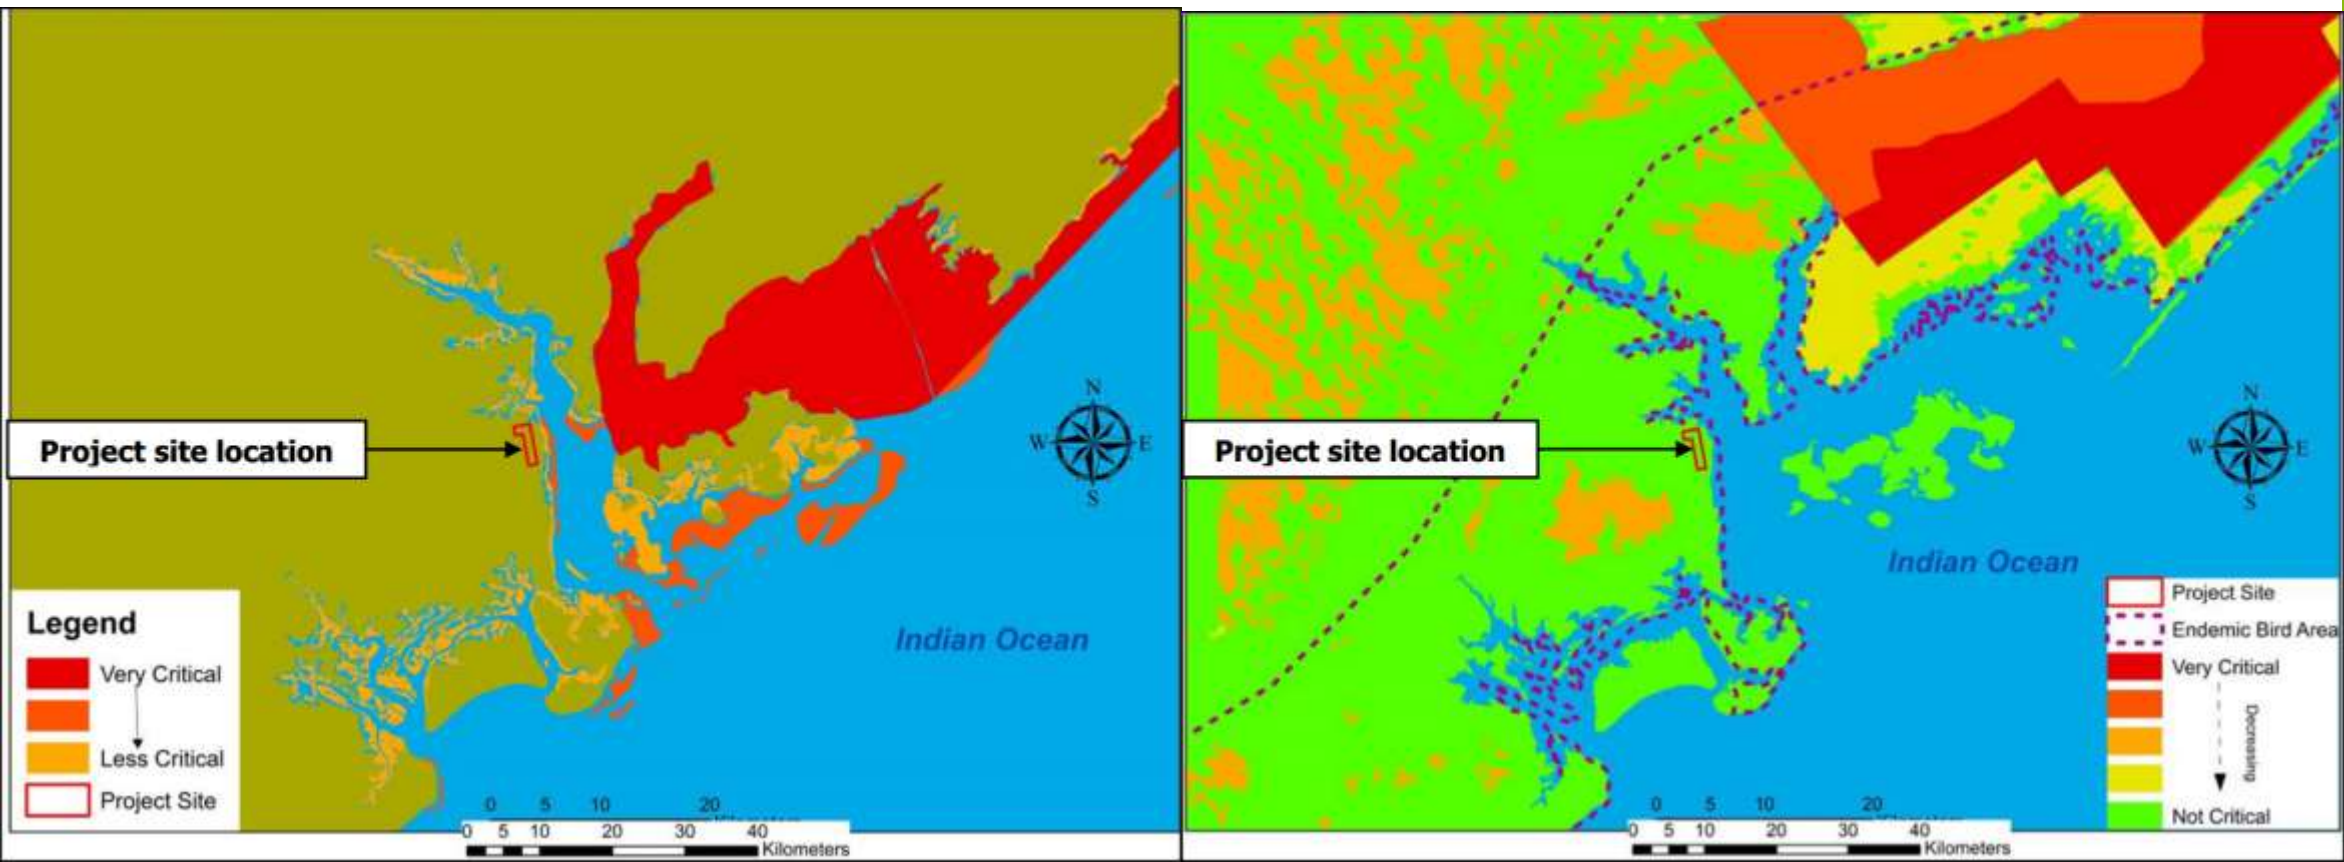 Project site location
N
W
E
S
Indian Ocean
Legend
Very Critical
Less Critical
Project Site
0 5 10 20
0 5 10 20 30 40
Kilometers
Project site location
N
W
E
S
Indian Ocean
Project Site
Endemic Bird Area
Very Critical
Decreasing
Not Critical
0 5 10 20
0 5 10 20 30 40
Kilometers